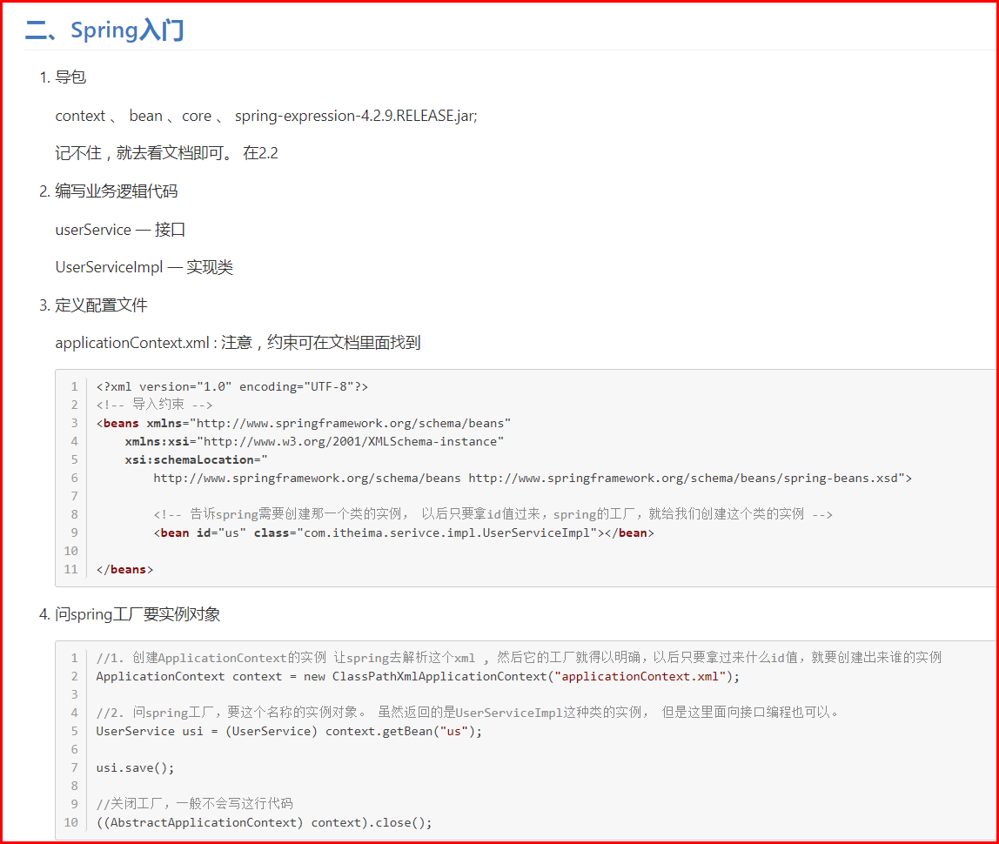 二、Spring入门
1. 导包
context 、 bean 、core 、 spring-expression-4.2.9.RELEASE.jar;
记不住，就去看文档即可。 在2.2
2. 编写业务逻辑代码
userService — 接口
UserServiceImpl — 实现类
3. 定义配置文件
applicationContext.xml : 注意，约束可在文档里面找到
1 <?xml version="1.0" encoding="UTF-8"?>
2 <!-- 导入约束 -->
3 <beans xmlns="http://www.springframework.org/schema/beans"
4 xmlns:xsi="http://www.w3.org/2001/XMLSchema-instance"
5 xsi:schemaLocation="
6 http://www.springframework.org/schema/beans http://www.springframework.org/schema/beans/spring-beans.xsd">
7
8 <!-- 告诉spring需要创建那一个类的实例， 以后只要拿id值过来，spring的工厂，就给我们创建这个类的实例 -->
9 <bean id="us" class="com.itheima.serivce.impl.UserServiceImpl"></bean>
10
11 </beans>
4. 问spring工厂要实例对象
1 //1. 创建ApplicationContext的实例 让spring去解析这个xml , 然后它的工厂就得以明确，以后只要拿过来什么id值，就要创建出来谁的实例
2 ApplicationContext context = new ClassPathXmlApplicationContext("applicationContext.xml");
3
4 //2. 问spring工厂，要这个名称的实例对象。 虽然返回的是UserServiceImpl这种类的实例， 但是这里面向接口编程也可以。
5 UserService usi = (UserService) context.getBean("us");
6
7 usi.save();
8
9 //关闭工厂，一般不会写这行代码
10 ((AbstractApplicationContext) context).close();